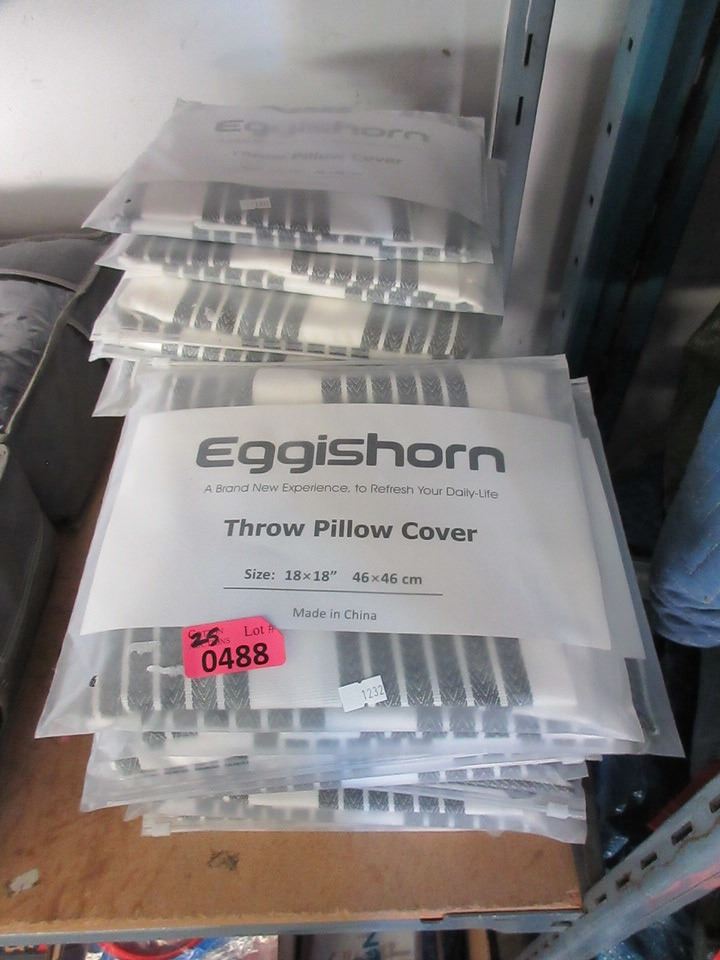 Eggishorn
Throw Pillow Cover
Eggishorn
A Brand New Experience, to Refresh Your Daily-Life
Throw Pillow Cover
Size: 18×18” 46×46 cm
Made in China
25
Lot #
0488
1232